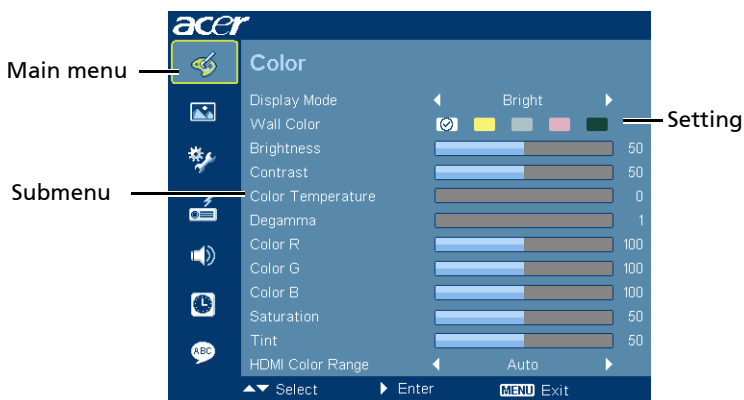 acer
Main menu
Color
Display Mode Bright
Wall Color
Setting
Brightness 50
Contrast 50
Submenu
Color Temperature 0
Degamma 1
Color R 100
Color G 100
Color B 100
Saturation 50
Tint 50
ABC
HDMI Color Range Auto
Select Enter MENU Exit